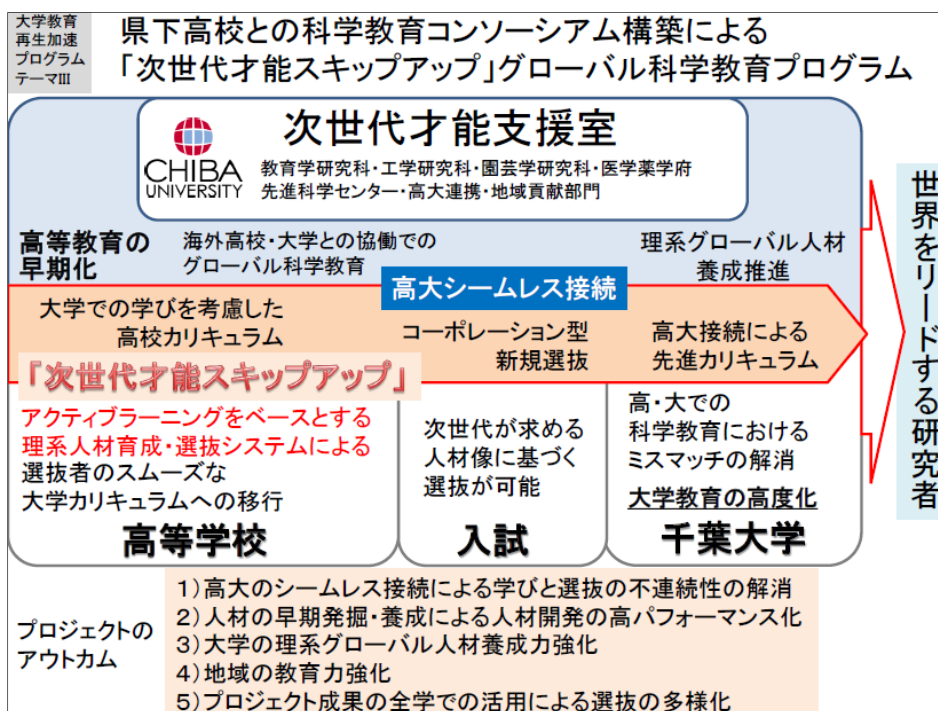 大学教育
再生加速
プログラム
テーマⅢ
県下高校との科学教育コンソーシアム構築による
「次世代才能スキップアップ」グローバル科学教育プログラム
次世代才能支援室
CHIBA
UNIVERSITY
教育学研究科・工学研究科・園芸学研究科・医学薬学府
先進科学センター・高大連携・地域貢献部門
高等教育の
早期化
海外高校・大学との協働での
グローバル科学教育
理系グローバル人材
養成推進
高大シームレス接続
大学での学びを考慮した
高校カリキュラム
コーポレーション型
新規選抜
高大接続による
先進カリキュラム
「次世代才能スキップアップ」
アクティブラーニングをベースとする
理系人材育成・選抜システムによる
選抜者のスムーズな
大学カリキュラムへの移行
高等学校
次世代が求める
人材像に基づく
選抜が可能
入試
高・大での
科学教育における
ミスマッチの解消
大学教育の高度化
千葉大学
世界をリードする研究者
プロジェクトの
アウトカム
1)高大のシームレス接続による学びと選抜の不連続性の解消
2)人材の早期発掘・養成による人材開発の高パフォーマンス化
3)大学の理系グローバル人材養成力強化
4)地域の教育力強化
5)プロジェクト成果の全学での活用による選抜の多様化